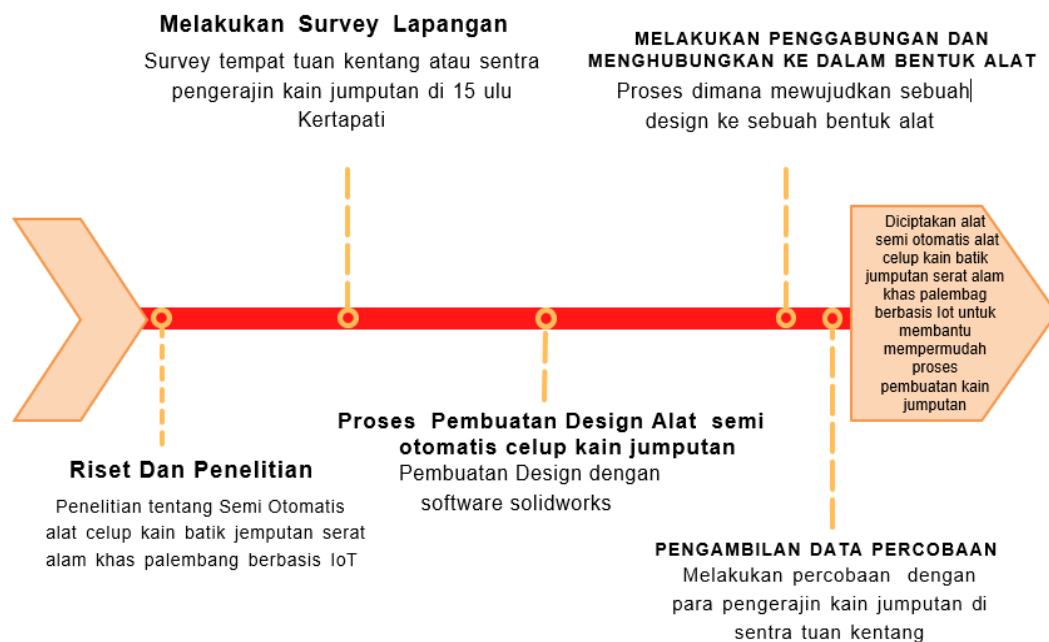 Melakukan Survey Lapangan
Survey tempat tuan kentang atau sentra
pengerajin kain jumputan di 15 ulu
Kertapati
MELAKUKAN PENGGABUNGAN DAN
MENGHUBUNGKAN KE DALAM BENTUK ALAT
Proses dimana mewujudkan sebuah
design ke sebuah bentuk alat
Diciptakan alat
semi otomatis alat
celup kain batik
jumputan serat alam
khas palembag
berbasis Iot untuk
membantu
mempermudah
proses
pembuatan kain
jumputan
Riset Dan Penelitian
Penelitian tentang Semi Otomatis
alat celup kain batik jemputan serat
alam khas palembang berbasis IoT
Proses Pembuatan Design Alat semi
otomatis celup kain jumputan
Pembuatan Design dengan
software solidworks
PENGAMBILAN DATA PERCOBAAN
Melakukan percobaan dengan
para pengerajin kain jumputan di
sentra tuan kentang